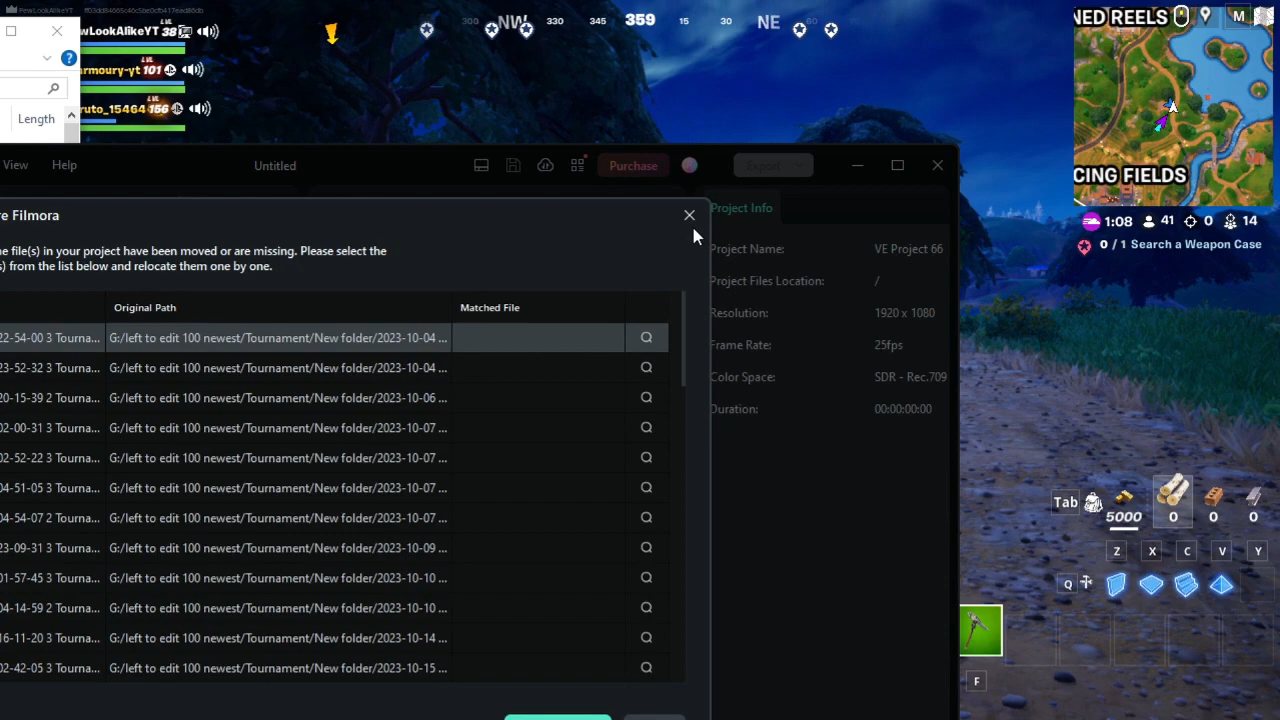 PewLookAlikeYT ff03dd84665c46c5be0cfb417eed86db
wLookAlikeYT 38
LVL
armoury-yt 101
LVL
uto_15464 156
Length
300 NW 330 345 359 15 30 NE 60
NED REELS M
CING FIELDS
1:08 41 0 14
0 / 1 Search a Weapon Case
View Help Untitled Purchase Export
re Filmora
e file(s) in your project have been moved or are missing. Please select the
s) from the list below and relocate them one by one.
Original Path Matched File
22-54-00 3 Tourna... G:/left to edit 100 newest/Tournament/New folder/2023-10-04 ...
23-52-32 3 Tourna... G:/left to edit 100 newest/Tournament/New folder/2023-10-04 ...
20-15-39 2 Tourna... G:/left to edit 100 newest/Tournament/New folder/2023-10-06 ...
02-00-31 3 Tourna... G:/left to edit 100 newest/Tournament/New folder/2023-10-07 ...
02-52-22 3 Tourna... G:/left to edit 100 newest/Tournament/New folder/2023-10-07 ...
04-51-05 3 Tourna... G:/left to edit 100 newest/Tournament/New folder/2023-10-07 ...
04-54-07 2 Tourna... G:/left to edit 100 newest/Tournament/New folder/2023-10-07 ...
23-09-31 3 Tourna... G:/left to edit 100 newest/Tournament/New folder/2023-10-09 ...
01-57-45 3 Tourna... G:/left to edit 100 newest/Tournament/New folder/2023-10-10 ...
04-14-59 2 Tourna... G:/left to edit 100 newest/Tournament/New folder/2023-10-10 ...
16-11-20 3 Tourna... G:/left to edit 100 newest/Tournament/New folder/2023-10-14 ...
02-42-05 3 Tourna... G:/left to edit 100 newest/Tournament/New folder/2023-10-15 ...
Project Info
Project Name: VE Project 66
Project Files Location: /
Resolution: 1920 x 1080
Frame Rate: 25fps
Color Space: SDR - Rec.709
Duration: 00:00:00:00
Tab 5000 0 0 0
Z X C V Y
Q
F